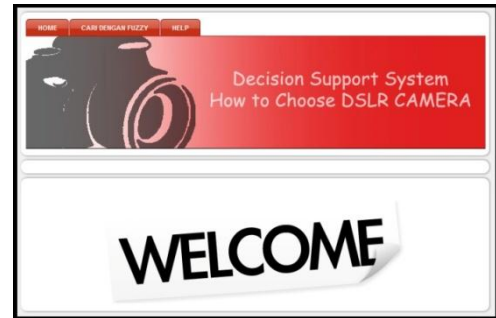 HOME CARI DENGAN FUZZY HELP
Decision Support System
How to Choose DSLR CAMERA
WELCOME